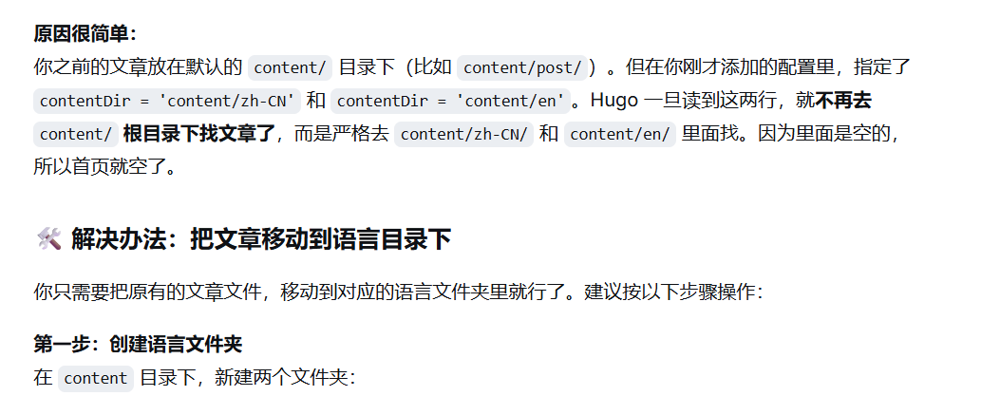 原因很简单：
你之前的文章放在默认的 content/ 目录下（比如 content/post/）。但在你刚才添加的配置里，指定了
contentDir = 'content/zh-CN' 和 contentDir = 'content/en'。Hugo 一旦读到这两行，就不再去
content/ 根目录下找文章了，而是严格去 content/zh-CN/ 和 content/en/ 里面找。因为里面是空的，
所以首页就空了。
🛠️ 解决办法：把文章移动到语言目录下
你只需要把原有的文章文件，移动到对应的语言文件夹里就行了。建议按以下步骤操作：
第一步：创建语言文件夹
在 content 目录下，新建两个文件夹：